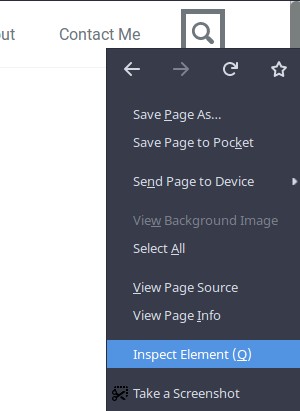 out Contact Me
Save Page As...
Save Page to Pocket
Send Page to Device
View Background Image
Select All
View Page Source
View Page Info
Inspect Element (Q)
Take a Screenshot